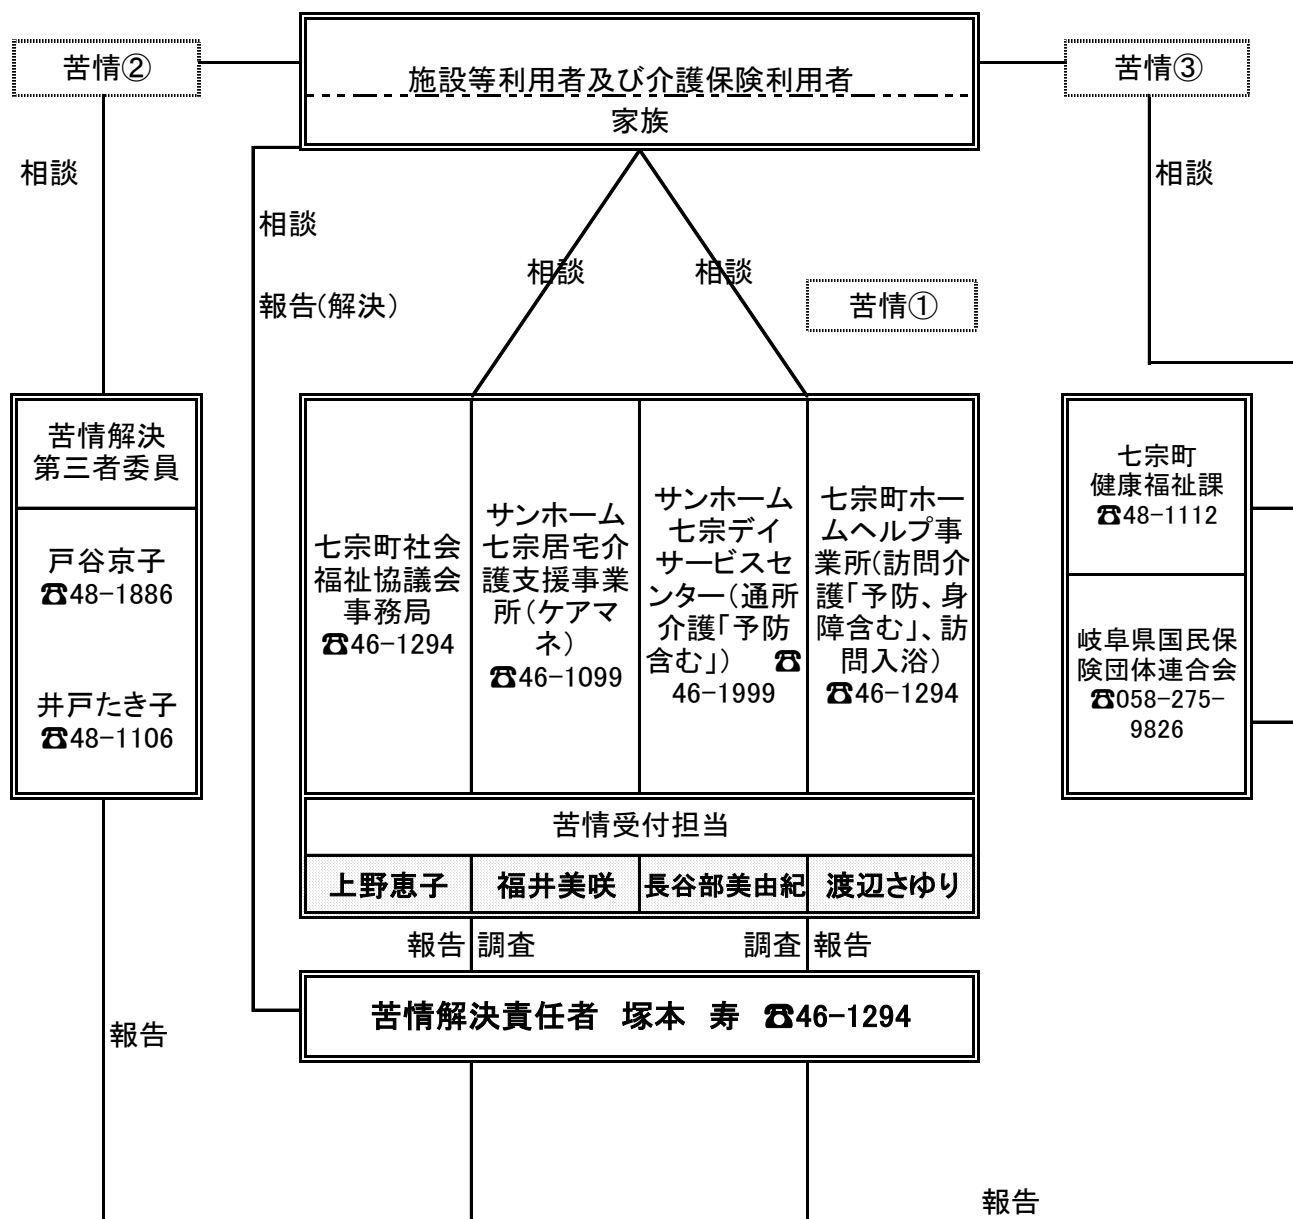 苦情②
施設等利用者及び介護保険利用者
家族
苦情③
相談
相談
相談
報告(解決)
相談
相談
苦情①
苦情解決
第三者委員
戸谷京子
☎48-1886
井戸たき子
☎48-1106
七宗町社会
福祉協議会
事務局
☎46-1294
サンホーム
七宗居宅介
護支援事業
所(ケアマ
ネ)
☎46-1099
サンホーム
七宗デイ
サービスセ
ンター(通所
介護「予防
含む」) ☎
46-1999
七宗町ホー
ムヘルプ事
業所(訪問介
護「予防、身
障含む」、訪
問入浴)
☎46-1294
七宗町
健康福祉課
☎48-1112
岐阜県国民保
険団体連合会
☎058-275-
9826
苦情受付担当
上野恵子
福井美咲
長谷部美由紀
渡辺さゆり
報告 調査
調査 報告
苦情解決責任者 塚本 寿 ☎46-1294
報告
報告